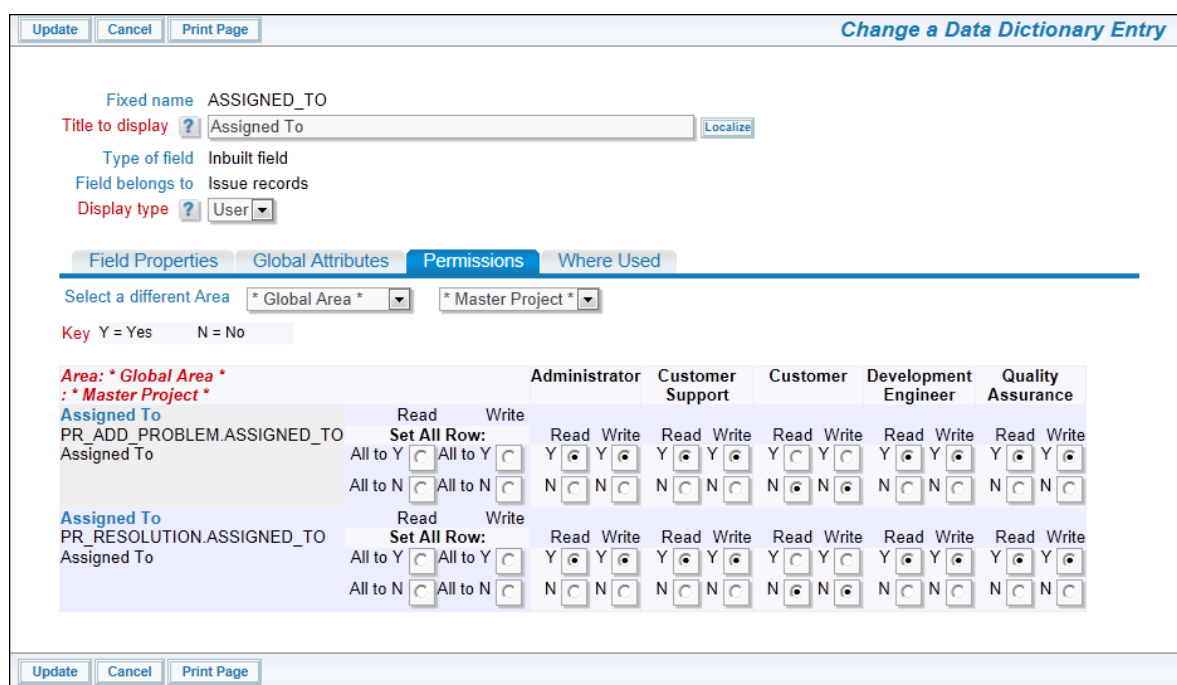 Update Cancel Print Page Change a Data Dictionary Entry
Fixed name ASSIGNED_TO
Title to display ? Assigned To Localize
Type of field Inbuilt field
Field belongs to Issue records
Display type ? User
Field Properties Global Attributes Permissions Where Used
Select a different Area * Global Area * * Master Project *
Key Y = Yes N = No
Area: * Global Area * Administrator Customer Customer Development Quality
: * Master Project * Support Engineer Assurance
Assigned To Read Write
PR_ADD_PROBLEM.ASSIGNED_TO Set All Row: Read Write Read Write Read Write Read Write Read Write
Assigned To All to Y All to Y Y Y Y Y Y Y Y Y Y Y
All to N All to N N N N N N N N N N N
Assigned To Read Write
PR_RESOLUTION.ASSIGNED_TO Set All Row: Read Write Read Write Read Write Read Write Read Write
Assigned To All to Y All to Y Y Y Y Y Y Y Y Y Y Y
All to N All to N N N N N N N N N N N
Update Cancel Print Page